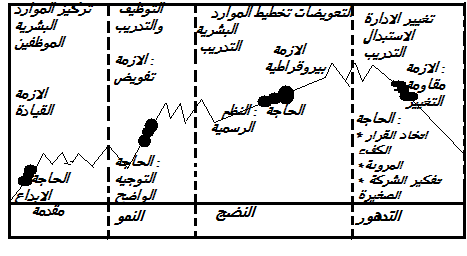 تغيير الادارة
الاستبدال
التدريب
الازمة :
مقاومة
التغيير
الحاجة :
* اتخاذ القرار
الكفء
* المرونة
* تفكير الشركة
الصغيرة
التدهور
التعويضات تخطيط الموارد
البشرية
التدريب
الازمة
بيروقراطية
الحاجة : النظم
الرسمية
النضج
التوظيف
والتدريب
الازمة :
تفويض
الحاجة :
التوجيه
الواضح
النمو
تركيز الموارد
البشرية
الموظفين
الازمة
القيادة
الحاجة
الابداع
مقدمة